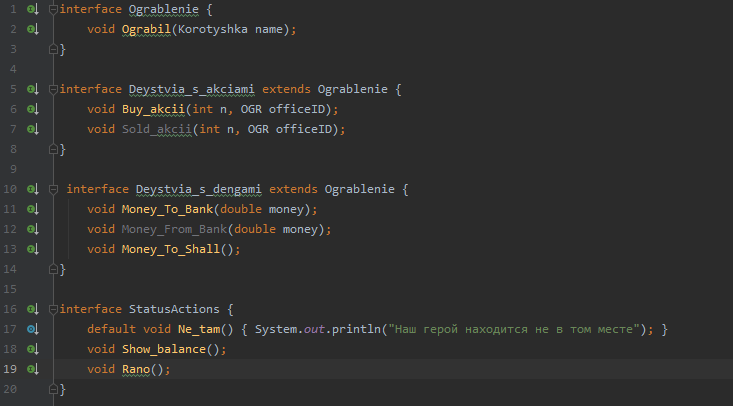 1 interface Ograblenie {
2 void Ograbil(Korotyshka name);
3 }
4
5 interface Deystvia_s_akciami extends Ograblenie {
6 void Buy_akcii(int n, OGR officeID);
7 void Sold_akcii(int n, OGR officeID);
8 }
9
10 interface Deystvia_s_dengami extends Ograblenie {
11 void Money_To_Bank(double money);
12 void Money_From_Bank(double money);
13 void Money_To_Shall();
14 }
15
16 interface StatusActions {
17 default void Ne_tam() { System.out.println("Наш герой находится не в том месте"); }
18 void Show_balance();
19 void Rano();
20 }